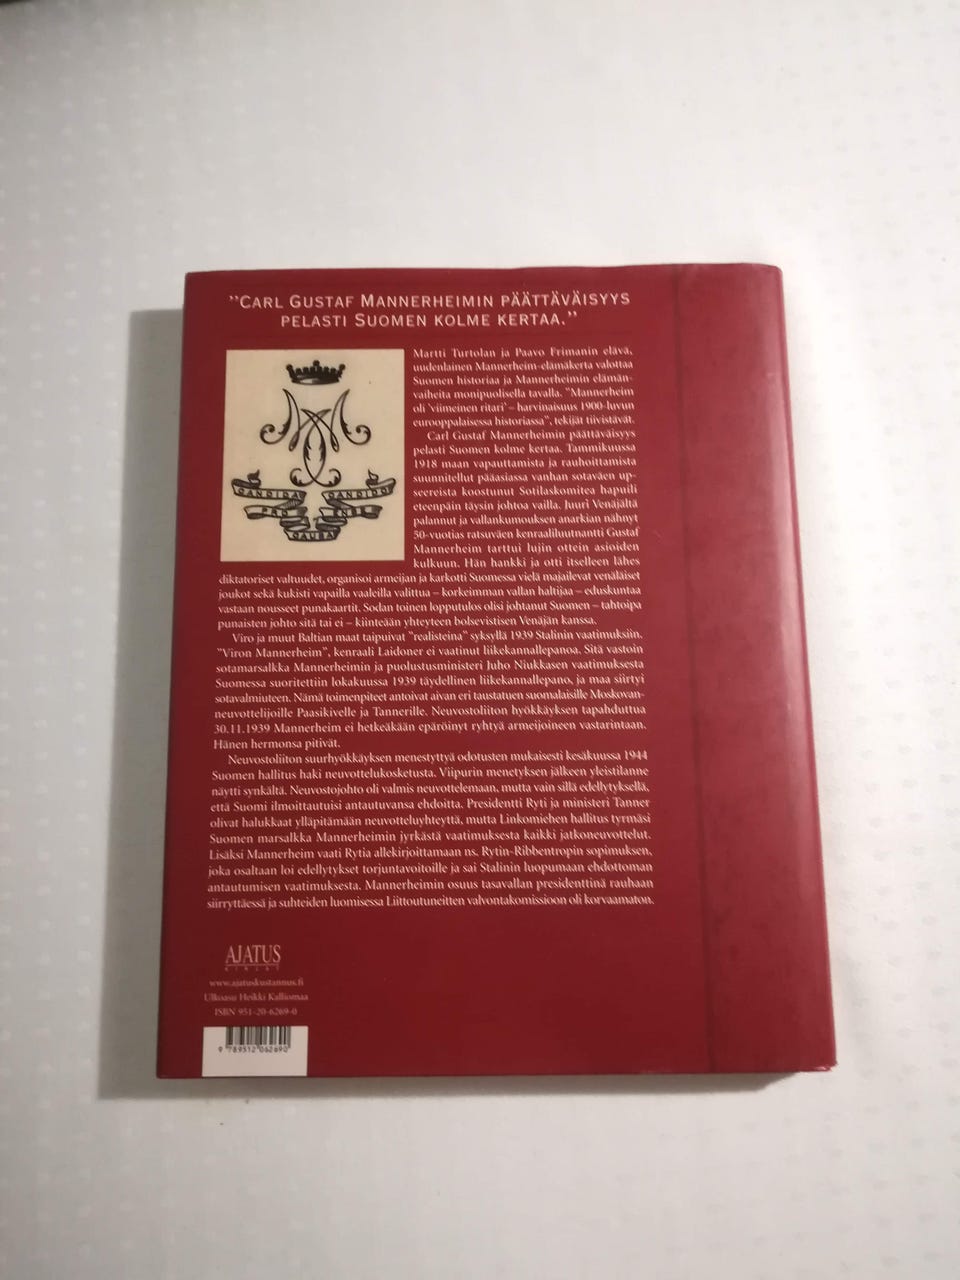 ”CARL GUSTAF MANNERHEIMIN PÄÄTTÄVÄISYYS
PELASTI SUOMEN KOLME KERTAA.”
CANDIDA CANDIDO
PRO ENSE
CAUSA
Martti Turtolan ja Paavo Frimanin elävä,
uudenlainen Mannerheim-elämäkerta valottaa
Suomen historiaa ja Mannerheimin elämän-
vaiheita monipuolisella tavalla. ”Mannerheim
oli ’viimeinen ritari’ – harvinaisuus 1900-luvun
eurooppalaisessa historiassa”, tekijät tiivistävät.
Carl Gustaf Mannerheimin päättäväisyys
pelasti Suomen kolme kertaa. Tammikuussa
1918 maan vapauttamista ja rauhoittamista
suunnitellut pääasiassa vanhan sotaväen up-
seereista koostunut Sotilaskomitea hapuili
eteenpäin täysin johtoa vailla. Juuri Venäjältä
palannut ja vallankumouksen anarkian nähnyt
50-vuotias ratsuväen kenraaliluutnantti Gustaf
Mannerheim tarttui lujin ottein asioiden
kulkuun. Hän hankki ja otti itselleen lähes
diktatoriset valtuudet, organisoi armeijan ja karkotti Suomessa vielä majailevat venäläiset
joukot sekä kukisti vapailla vaaleilla valittua – korkeimman vallan haltijaa – eduskuntaa
vastaan nousseet punakaartit. Sodan toinen lopputulos olisi johtanut Suomen – tahtoipa
punaisten johto sitä tai ei – kiinteään yhteyteen bolsevistisen Venäjän kanssa.
Viro ja muut Baltian maat taipuivat ”realisteina” syksyllä 1939 Stalinin vaatimuksiin.
”Viron Mannerheim”, kenraali Laidoner ei vaatinut liikekannallepanoa. Sitä vastoin
sotamarsalkka Mannerheimin ja puolustusministeri Juho Niukkasen vaatimuksesta
Suomessa suoritettiin lokakuussa 1939 täydellinen liikekannallepano, ja maa siirtyi
sotavalmiuteen. Nämä toimenpiteet antoivat aivan eri taustatuen suomalaisille Moskovan-
neuvottelijoille Paasikivelle ja Tannerille. Neuvostoliiton hyökkäyksen tapahduttua
30.11.1939 Mannerheim ei hetkeäkään epäröinyt ryhtyä armeijoineen vastarintaan.
Hänen hermonsa pitivät.
Neuvostoliiton suurhyökkäyksen menestyttyä odotusten mukaisesti kesäkuussa 1944
Suomen hallitus haki neuvottelukosketusta. Viipurin menetyksen jälkeen yleistilanne
näytti synkältä. Neuvostojohto oli valmis neuvottelemaan, mutta vain sillä edellytyksellä,
että Suomi ilmoittautuisi antautuvansa ehdoitta. Presidentti Ryti ja ministeri Tanner
olivat halukkaat ylläpitämään neuvotteluyhteyttä, mutta Linkomiehen hallitus tyrmäsi
Suomen marsalkka Mannerheimin jyrkästä vaatimuksesta kaikki jatkoneuvottelut.
Lisäksi Mannerheim vaati Rytiä allekirjoittamaan ns. Rytin-Ribbentropin sopimuksen,
joka osaltaan loi edellytykset torjuntavoitoille ja sai Stalinin luopumaan ehdottoman
antautumisen vaatimuksesta. Mannerheimin osuus tasavallan presidenttinä rauhaan
siirryttäessä ja suhteiden luomisessa Liittoutuneitten valvontakomissioon oli korvaamaton.
AJATUS
KIRJAT
www.ajatuskustannus.fi
Ulkoasu Heikki Kalliomaa
ISBN 951-20-6269-0
9 789512 062690